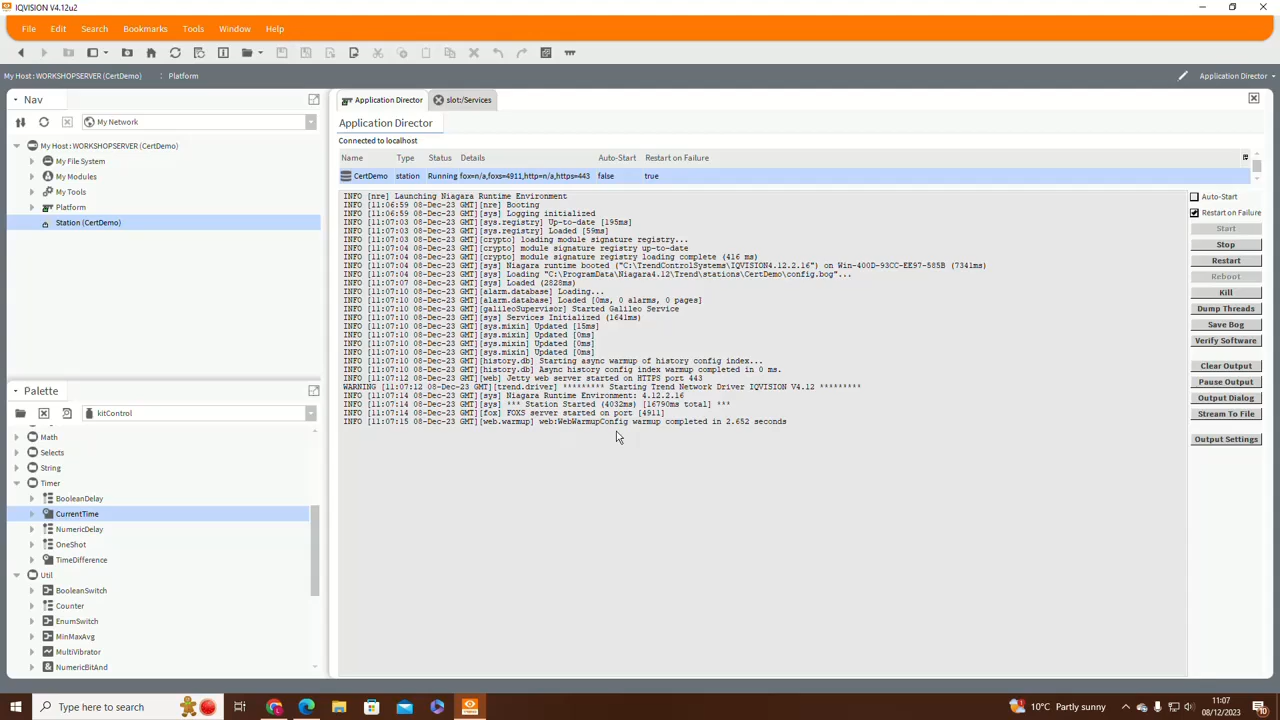 IQVISION V4.12u2
File Edit Search Bookmarks Tools Window Help
My Host : WORKSHOPSERVER (CertDemo) : Platform
Application Director
Nav
My Network
My Host : WORKSHOPSERVER (CertDemo)
My File System
My Modules
My Tools
Platform
Station (CertDemo)
Palette
kitControl
Math
Selects
String
Timer
BooleanDelay
CurrentTime
NumericDelay
OneShot
TimeDifference
Util
BooleanSwitch
Counter
EnumSwitch
MinMaxAvg
MultiVibrator
NumericBitAnd
Application Director slot:/Services
Application Director
Connected to localhost
Name Type Status Details Auto-Start Restart on Failure
CertDemo station Running fox=n/a,foxs=4911,http=n/a,https=443 false true
INFO [nre] Launching Niagara Runtime Environment
INFO [11:06:59 08-Dec-23 GMT][nre] Booting
INFO [11:06:59 08-Dec-23 GMT][sys] Logging initialized
INFO [11:07:03 08-Dec-23 GMT][sys.registry] Up-to-date [195ms]
INFO [11:07:03 08-Dec-23 GMT][sys.registry] Loaded [59ms]
INFO [11:07:03 08-Dec-23 GMT][crypto] loading module signature registry...
INFO [11:07:04 08-Dec-23 GMT][crypto] module signature registry up-to-date
INFO [11:07:04 08-Dec-23 GMT][crypto] module signature registry loading complete (416 ms)
INFO [11:07:04 08-Dec-23 GMT][sys] Niagara runtime booted ("C:\TrendControlSystems\IQVISION4.12.2.16") on Win-400D-93CC-EE97-585B (7341ms)
INFO [11:07:04 08-Dec-23 GMT][sys] Loading "C:\ProgramData\Niagara4.12\Trend\stations\CertDemo\config.bog"...
INFO [11:07:07 08-Dec-23 GMT][sys] Loaded (2828ms)
INFO [11:07:10 08-Dec-23 GMT][alarm.database] Loading...
INFO [11:07:10 08-Dec-23 GMT][alarm.database] Loaded [0ms, 0 alarms, 0 pages]
INFO [11:07:10 08-Dec-23 GMT][galileoSupervisor] Started Galileo Service
INFO [11:07:10 08-Dec-23 GMT][sys] Services Initialized (1641ms)
INFO [11:07:10 08-Dec-23 GMT][sys.mixin] Updated [15ms]
INFO [11:07:10 08-Dec-23 GMT][sys.mixin] Updated [0ms]
INFO [11:07:10 08-Dec-23 GMT][sys.mixin] Updated [0ms]
INFO [11:07:10 08-Dec-23 GMT][sys.mixin] Updated [0ms]
INFO [11:07:10 08-Dec-23 GMT][history.db] Starting async warmup of history config index...
INFO [11:07:10 08-Dec-23 GMT][history.db] Async history config index warmup completed in 0 ms.
INFO [11:07:12 08-Dec-23 GMT][web] Jetty web server started on HTTPS port 443
WARNING [11:07:12 08-Dec-23 GMT][trend.driver] ********* Starting Trend Network Driver IQVISION V4.12 *********
INFO [11:07:14 08-Dec-23 GMT][sys] Niagara Runtime Environment: 4.12.2.16
INFO [11:07:14 08-Dec-23 GMT][sys] *** Station Started (4032ms) [16790ms total] ***
INFO [11:07:14 08-Dec-23 GMT][fox] FOXS server started on port [4911]
INFO [11:07:15 08-Dec-23 GMT][web.warmup] web:WebWarmupConfig warmup completed in 2.652 seconds
Auto-Start
Restart on Failure
Start
Stop
Restart
Reboot
Kill
Dump Threads
Save Bog
Verify Software
Clear Output
Pause Output
Output Dialog
Stream To File
Output Settings
Type here to search
10°C Partly sunny
11:07
08/12/2023
10